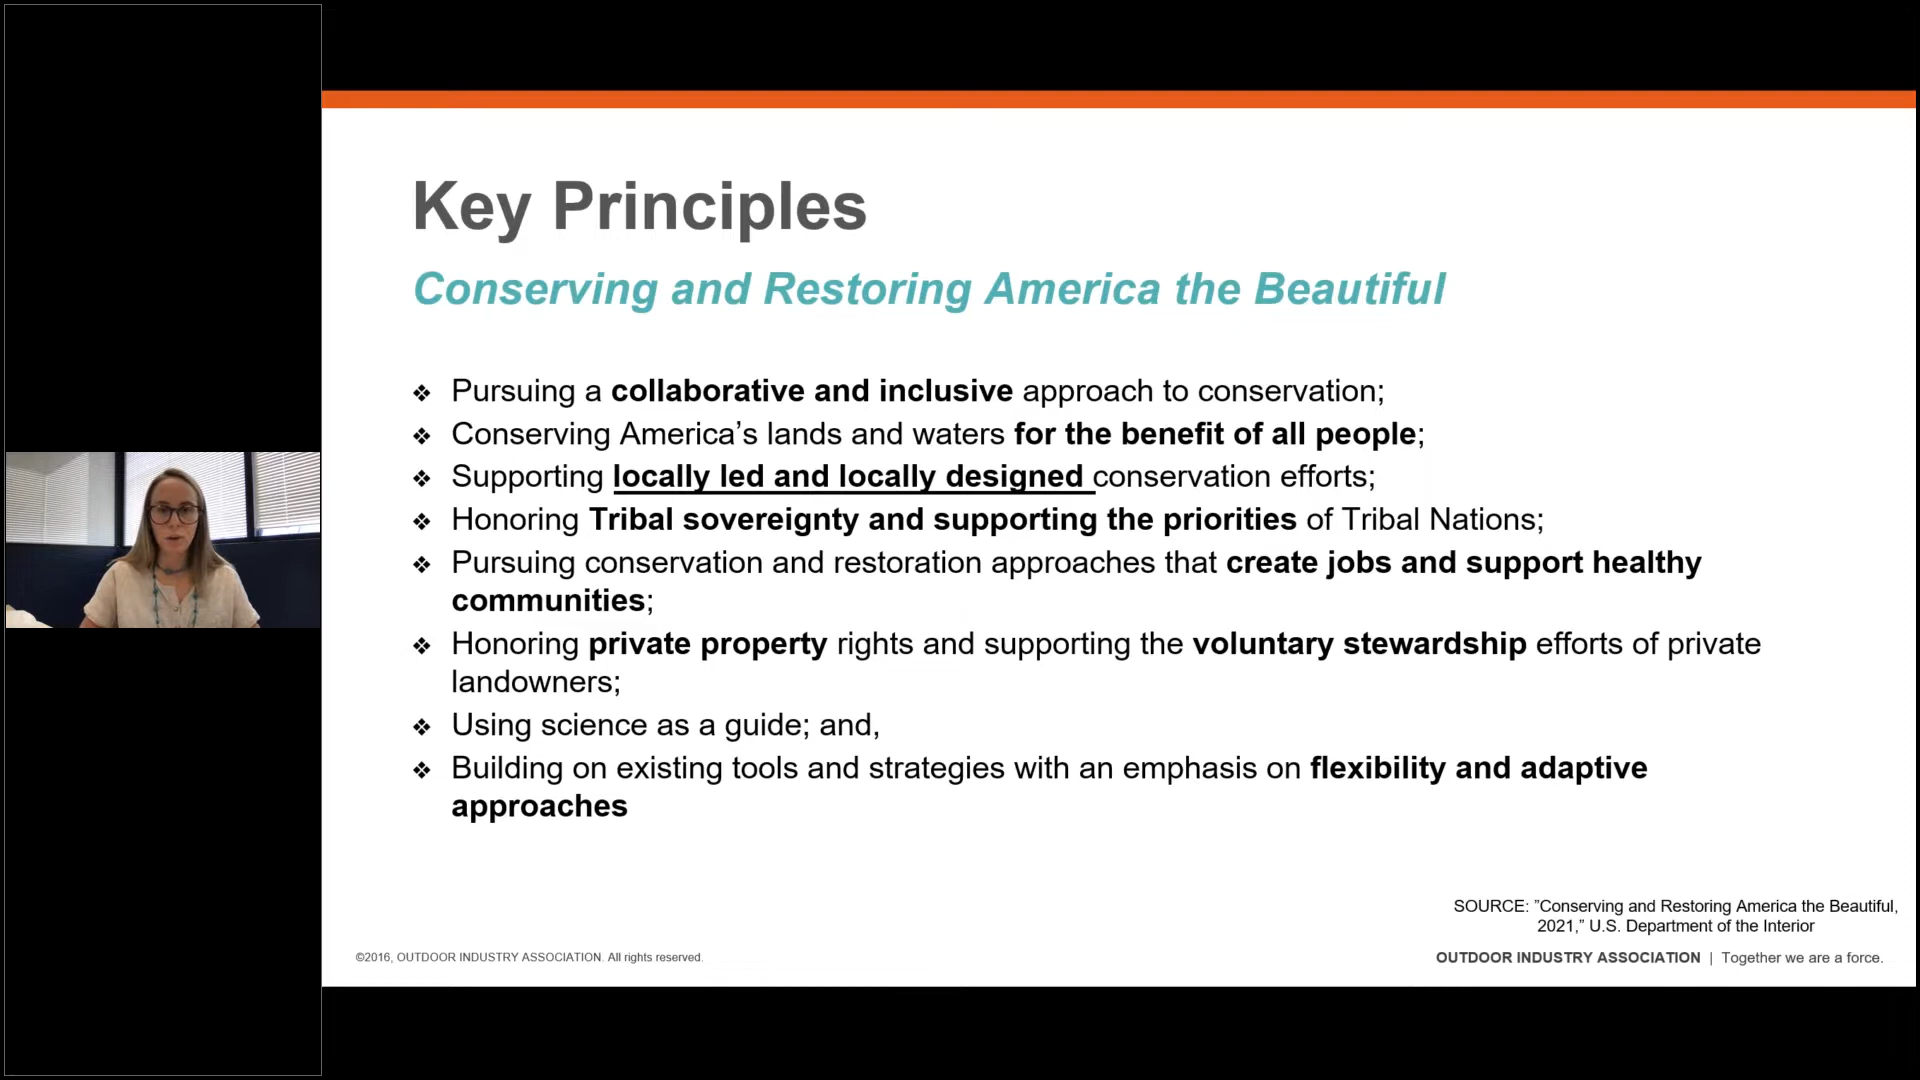 Key Principles
Conserving and Restoring America the Beautiful
❖ Pursuing a collaborative and inclusive approach to conservation;
❖ Conserving America’s lands and waters for the benefit of all people;
❖ Supporting locally led and locally designed conservation efforts;
❖ Honoring Tribal sovereignty and supporting the priorities of Tribal Nations;
❖ Pursuing conservation and restoration approaches that create jobs and support healthy
communities;
❖ Honoring private property rights and supporting the voluntary stewardship efforts of private
landowners;
❖ Using science as a guide; and,
❖ Building on existing tools and strategies with an emphasis on flexibility and adaptive
approaches
SOURCE: ”Conserving and Restoring America the Beautiful,
2021,” U.S. Department of the Interior
©2016, OUTDOOR INDUSTRY ASSOCIATION. All rights reserved.
OUTDOOR INDUSTRY ASSOCIATION | Together we are a force.